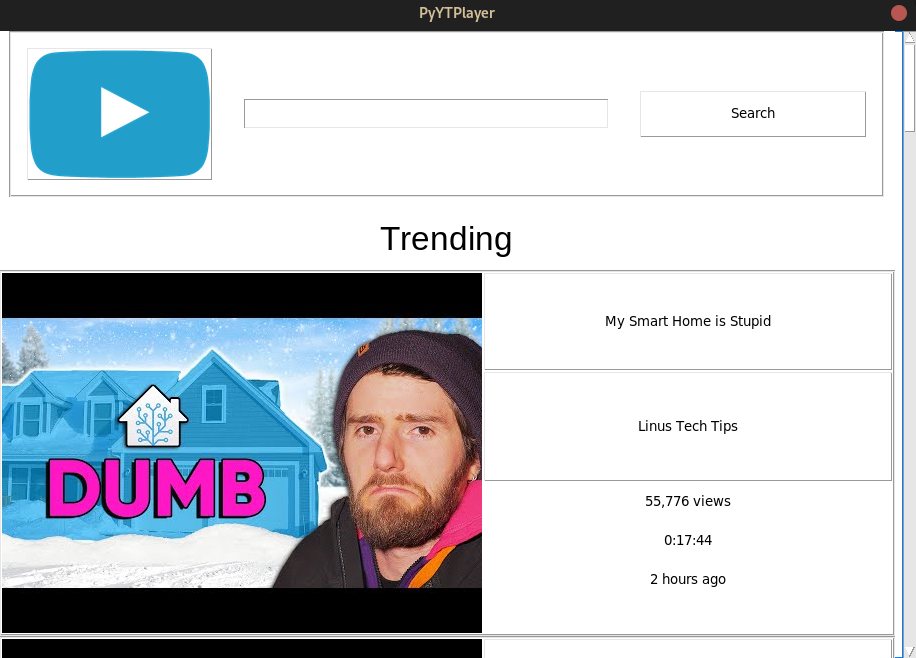 PyYTPlayer
Search
Trending
DUMB
My Smart Home is Stupid
Linus Tech Tips
55,776 views
0:17:44
2 hours ago